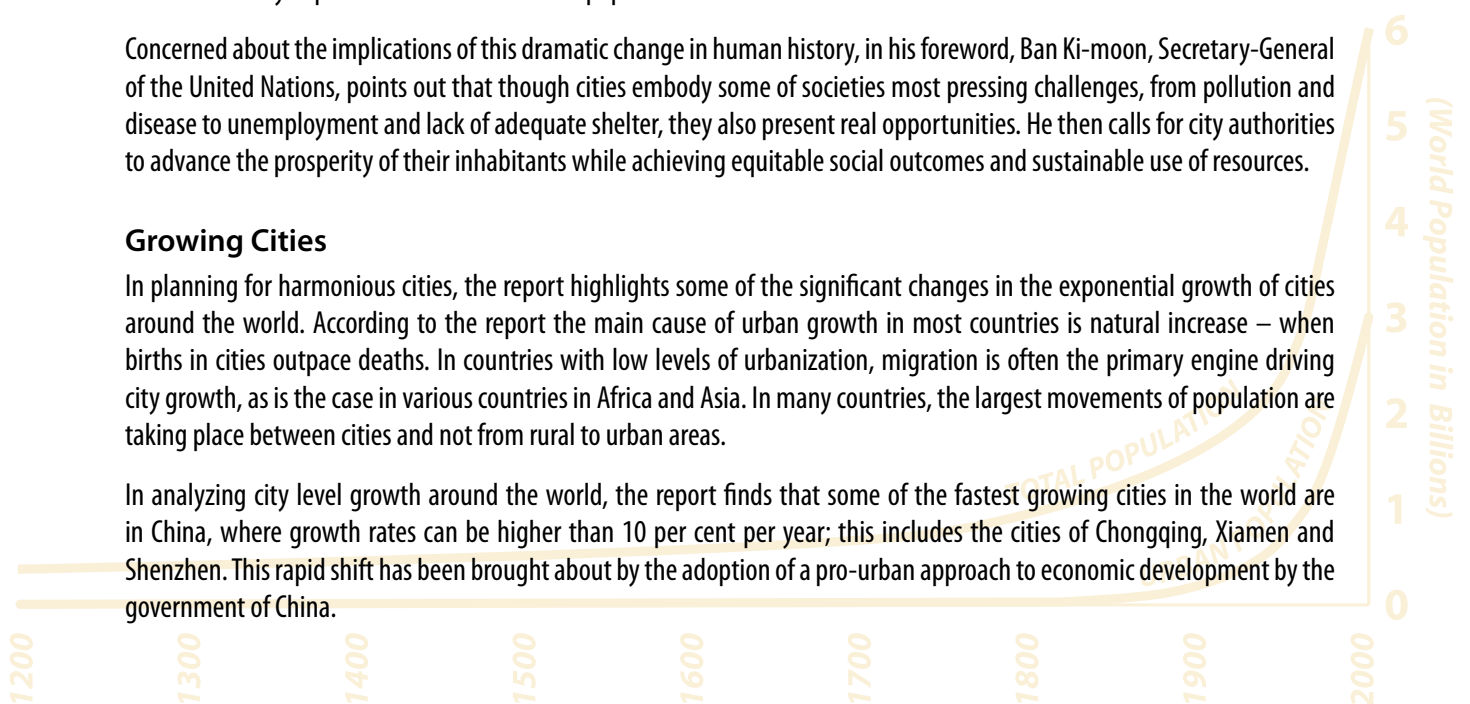 Concerned about the implications of this dramatic change in human history, in his foreword, Ban Ki-moon, Secretary-General
of the United Nations, points out that though cities embody some of societies most pressing challenges, from pollution and
disease to unemployment and lack of adequate shelter, they also present real opportunities. He then calls for city authorities
to advance the prosperity of their inhabitants while achieving equitable social outcomes and sustainable use of resources.
Growing Cities
In planning for harmonious cities, the report highlights some of the significant changes in the exponential growth of cities
around the world. According to the report the main cause of urban growth in most countries is natural increase – when
births in cities outpace deaths. In countries with low levels of urbanization, migration is often the primary engine driving
city growth, as is the case in various countries in Africa and Asia. In many countries, the largest movements of population are
taking place between cities and not from rural to urban areas.
In analyzing city level growth around the world, the report finds that some of the fastest growing cities in the world are
in China, where growth rates can be higher than 10 per cent per year; this includes the cities of Chongqing, Xiamen and
Shenzhen. This rapid shift has been brought about by the adoption of a pro-urban approach to economic development by the
government of China.
TOTAL POPULATION
URBAN POPULATION
6
5
4
3
2
1
0
(World Population in Billions)
1200
1300
1400
1500
1600
1700
1800
1900
2000